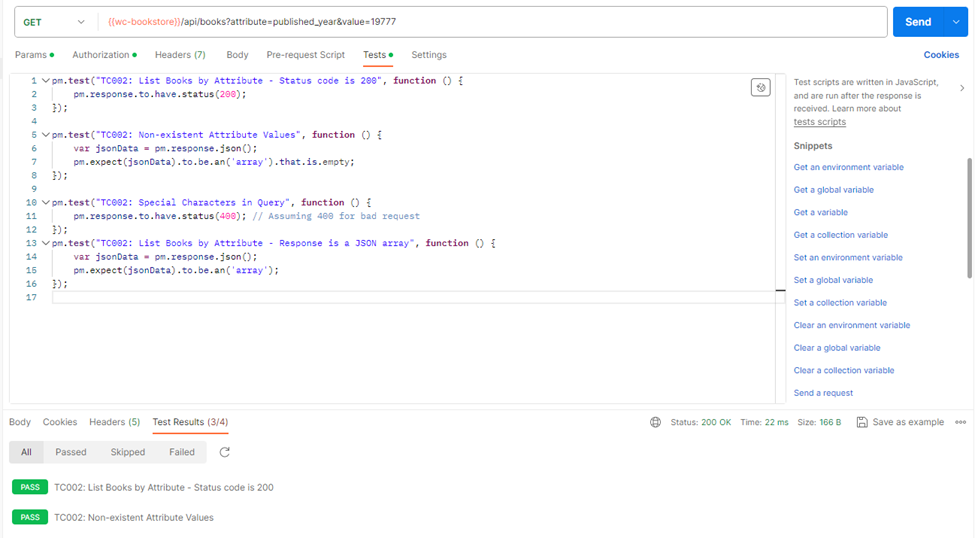 GET {{wc-bookstore}}/api/books?attribute=published_year&value=19777 Send
Params Authorization Headers (7) Body Pre-request Script Tests Settings Cookies
1 pm.test("TC002: List Books by Attribute - Status code is 200", function () {
2 pm.response.to.have.status(200);
3 });
4
5 pm.test("TC002: Non-existent Attribute Values", function () {
6 var jsonData = pm.response.json();
7 pm.expect(jsonData).to.be.an('array').that.is.empty;
8 });
9
10 pm.test("TC002: Special Characters in Query", function () {
11 pm.response.to.have.status(400); // Assuming 400 for bad request
12 });
13 pm.test("TC002: List Books by Attribute - Response is a JSON array", function () {
14 var jsonData = pm.response.json();
15 pm.expect(jsonData).to.be.an('array');
16 });
17
Test scripts are written in JavaScript,
and are run after the response is
received. Learn more about
tests scripts
Snippets
Get an environment variable
Get a global variable
Get a variable
Get a collection variable
Set an environment variable
Set a global variable
Set a collection variable
Clear an environment variable
Clear a global variable
Clear a collection variable
Send a request
Body Cookies Headers (5) Test Results (3/4) Status: 200 OK Time: 22 ms Size: 166 B Save as example
All Passed Skipped Failed
PASS TC002: List Books by Attribute - Status code is 200
PASS TC002: Non-existent Attribute Values